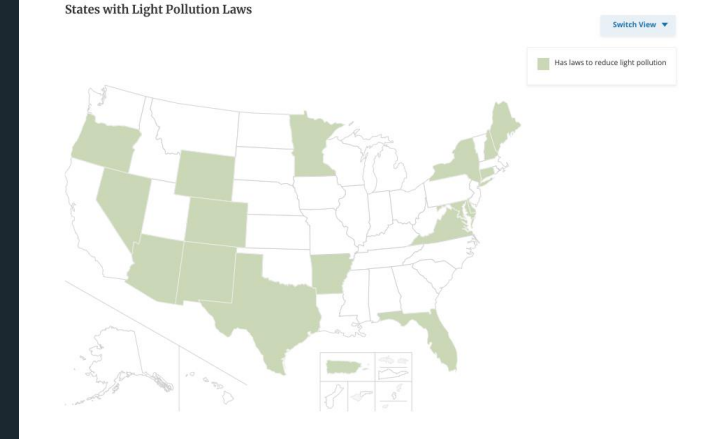 States with Light Pollution Laws
Switch View
Has laws to reduce light pollution